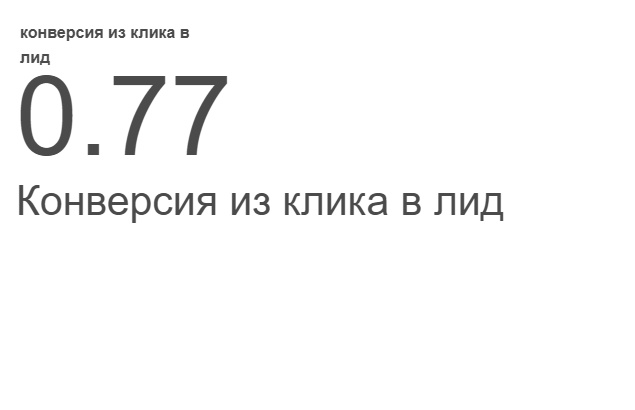 конверсия из клика в
лид
0.77
Конверсия из клика в лид